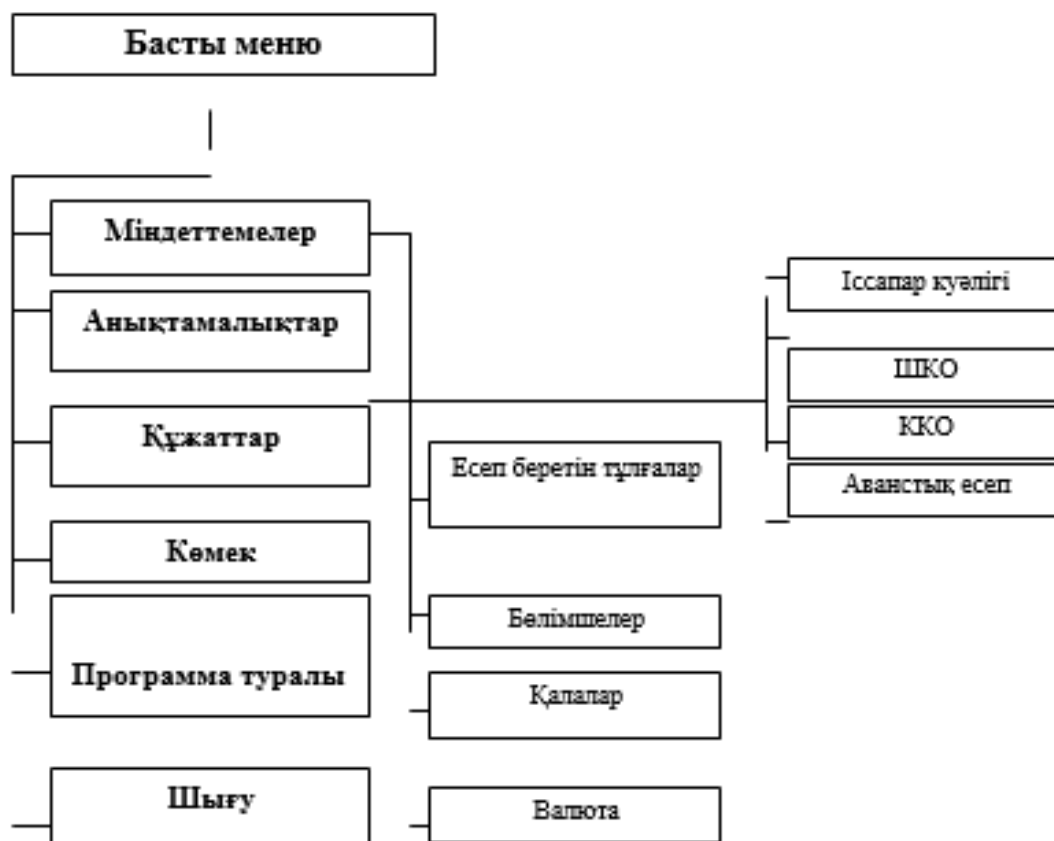 Басты меню
Міндеттемелер
Анықтамалықтар
Құжаттар
Көмек
Программа туралы
Шығу
Есеп беретін тұлғалар
Бөлімшелер
Қалалар
Валюта
Іссапар куәлігі
ШКО
ККО
Аванстық есеп